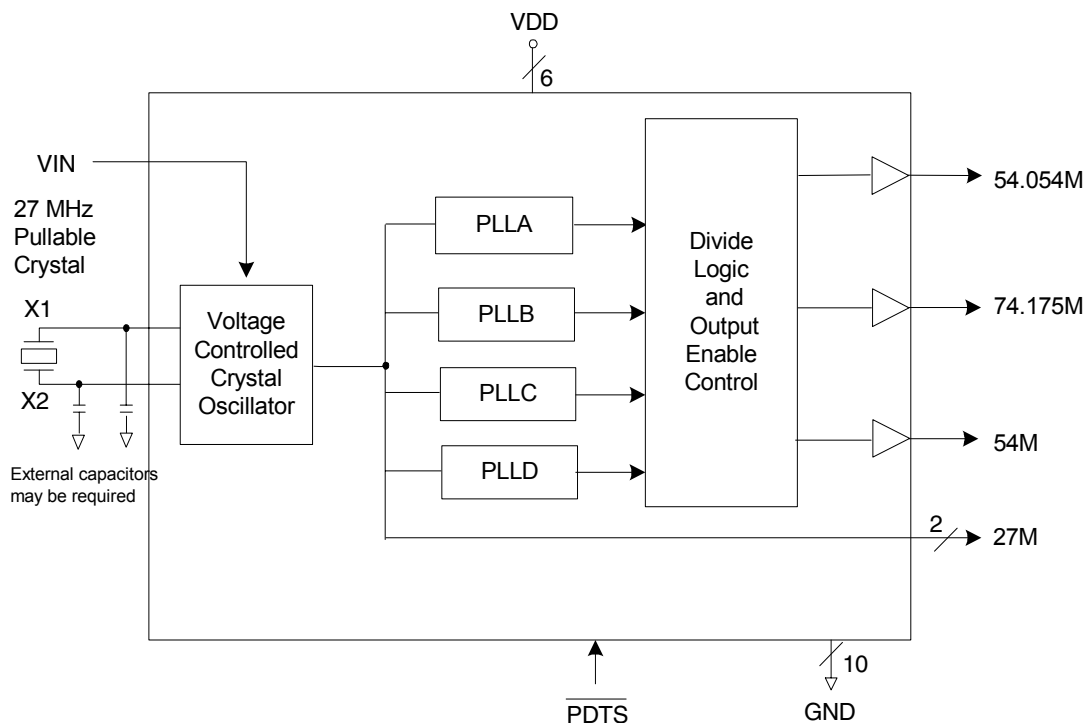 VDD
6
VIN
27 MHz
Pullable
Crystal
X1
X2
External capacitors
may be required
Voltage
Controlled
Crystal
Oscillator
PLLA
PLLB
PLLC
PLLD
Divide
Logic
and
Output
Enable
Control
54.054M
74.175M
54M
2
27M
PDTS
10
GND